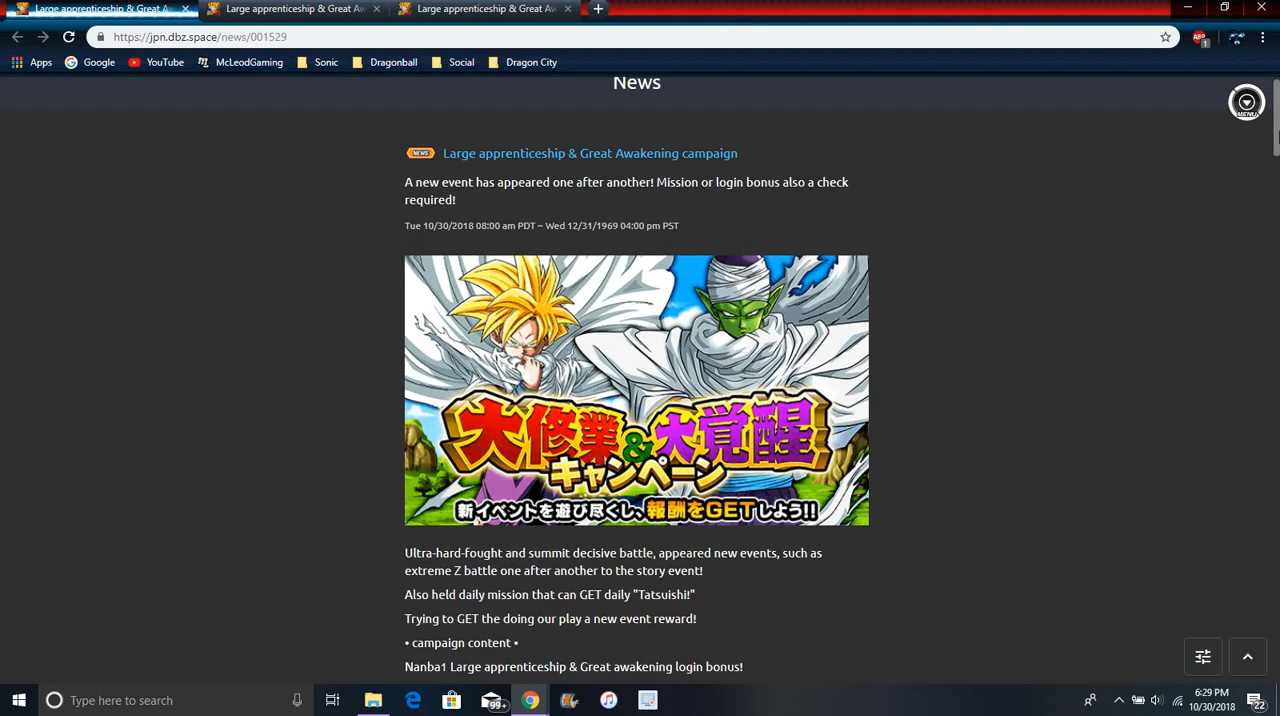 Large apprenticeship & Great A
Large apprenticeship & Great Aw
Large apprenticeship & Great Aw
https://jpn.dbz.space/news/001529
ABP
1
Apps
Google
YouTube
McLeodGaming
Sonic
Dragonball
Social
Dragon City
News
MENU
NEWS
Large apprenticeship & Great Awakening campaign
A new event has appeared one after another! Mission or login bonus also a check
required!
Tue 10/30/2018 08:00 am PDT ~ Wed 12/31/1969 04:00 pm PST
大修業&大覚醒
キャンペーン
新イベントを遊び尽くし、報酬をGETしよう!!
Ultra-hard-fought and summit decisive battle, appeared new events, such as
extreme Z battle one after another to the story event!
Also held daily mission that can GET daily "Tatsuishi!"
Trying to GET the doing our play a new event reward!
• campaign content •
Nanba1 Large apprenticeship & Great awakening login bonus!
Type here to search
99+
6:29 PM
10/30/2018
22